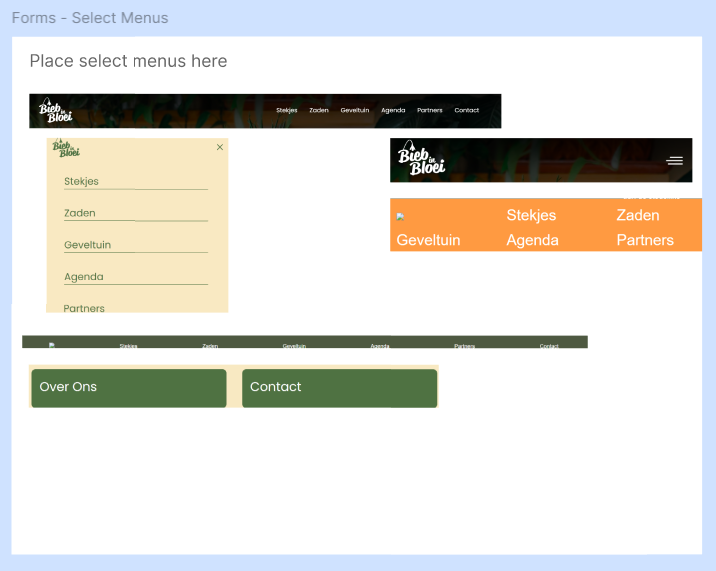 Forms - Select Menus
Place select menus here
Bieb in Bloei
Stekjes Zaden Geveltuin Agenda Partners Contact
Bieb in Bloei
×
Stekjes
Zaden
Geveltuin
Agenda
Partners
Bieb in Bloei
Stekjes Zaden
Geveltuin Agenda Partners
Stekjes Zaden Geveltuin Agenda Partners Contact
Over Ons Contact